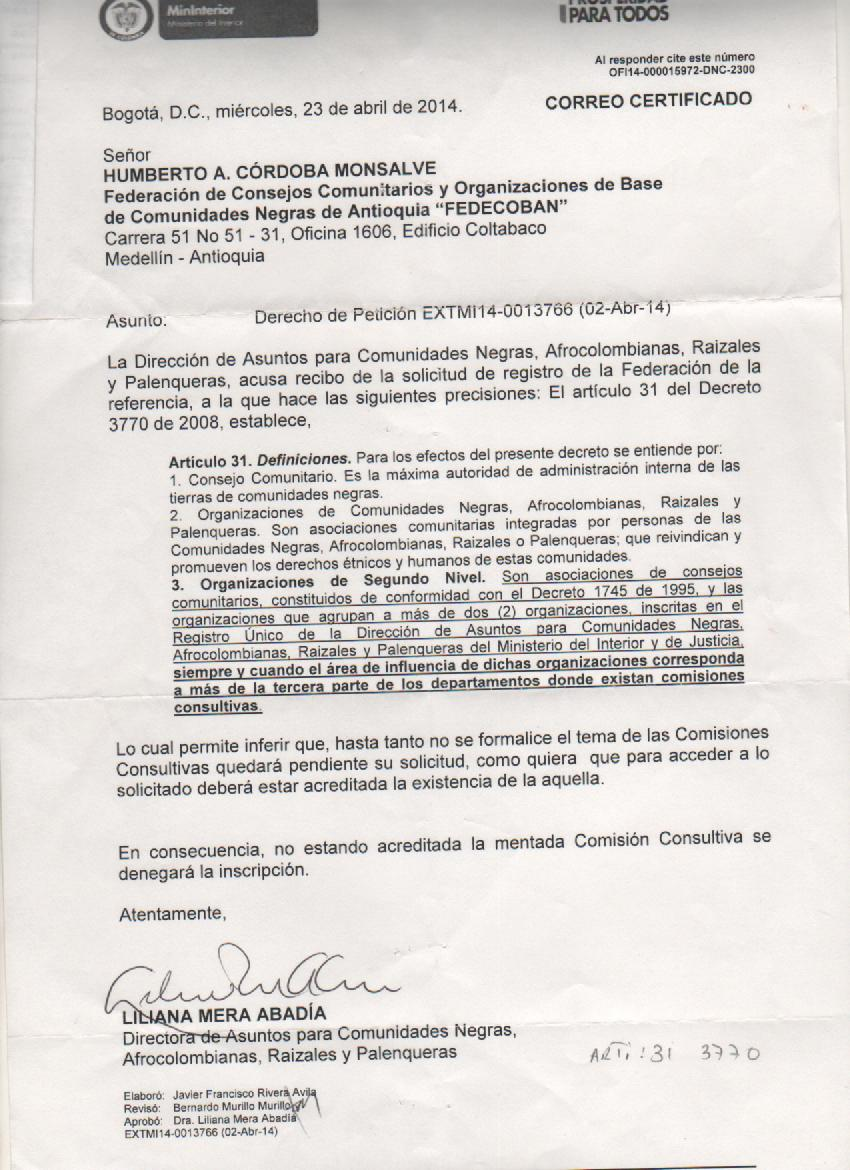 MinInterior
Ministerio del Interior
PROSPERIDAD
PARA TODOS
Al responder cite este número
OFI14-000015972-DNC-2300
Bogotá, D.C., miércoles, 23 de abril de 2014.
CORREO CERTIFICADO
Señor
HUMBERTO A. CÓRDOBA MONSALVE
Federación de Consejos Comunitarios y Organizaciones de Base
de Comunidades Negras de Antioquia “FEDECOBAN”
Carrera 51 No 51 - 31, Oficina 1606, Edificio Coltabaco
Medellín - Antioquia
Asunto: Derecho de Petición EXTMI14-0013766 (02-Abr-14)
La Dirección de Asuntos para Comunidades Negras, Afrocolombianas, Raizales
y Palenqueras, acusa recibo de la solicitud de registro de la Federación de la
referencia, a la que hace las siguientes precisiones: El artículo 31 del Decreto
3770 de 2008, establece,
Articulo 31. Definiciones. Para los efectos del presente decreto se entiende por:
1. Consejo Comunitario. Es la máxima autoridad de administración interna de las
tierras de comunidades negras.
2. Organizaciones de Comunidades Negras, Afrocolombianas, Raizales y
Palenqueras. Son asociaciones comunitarias integradas por personas de las
Comunidades Negras, Afrocolombianas, Raizales o Palenqueras; que reivindican y
promueven los derechos étnicos y humanos de estas comunidades.
3. Organizaciones de Segundo Nivel. Son asociaciones de consejos
comunitarios, constituidos de conformidad con el Decreto 1745 de 1995, y las
organizaciones que agrupan a más de dos (2) organizaciones, inscritas en el
Registro Único de la Dirección de Asuntos para Comunidades Negras,
Afrocolombianas, Raizales y Palenqueras del Ministerio del Interior y de Justicia,
siempre y cuando el área de influencia de dichas organizaciones corresponda
a más de la tercera parte de los departamentos donde existan comisiones
consultivas.
Lo cual permite inferir que, hasta tanto no se formalice el tema de las Comisiones
Consultivas quedará pendiente su solicitud, como quiera que para acceder a lo
solicitado deberá estar acreditada la existencia de la aquella.
En consecuencia, no estando acreditada la mentada Comisión Consultiva se
denegará la inscripción.
Atentamente,
LILIANA MERA ABADÍA
Directora de Asuntos para Comunidades Negras,
Afrocolombianas, Raizales y Palenqueras
ARTi : 31 3770
Elaboró: Javier Francisco Rivera Avila
Revisó: Bernardo Murillo Murillo
Aprobó: Dra. Liliana Mera Abadía
EXTMI14-0013766 (02-Abr-14)